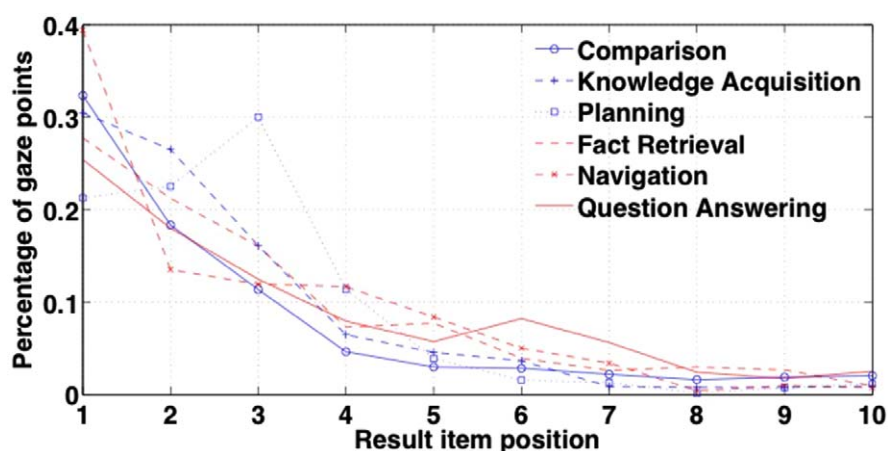 0.4
0.3
0.2
0.1
0
Percentage of gaze points
Comparison
Knowledge Acquisition
Planning
Fact Retrieval
Navigation
Question Answering
1 2 3 4 5 6 7 8 9 10
Result item position